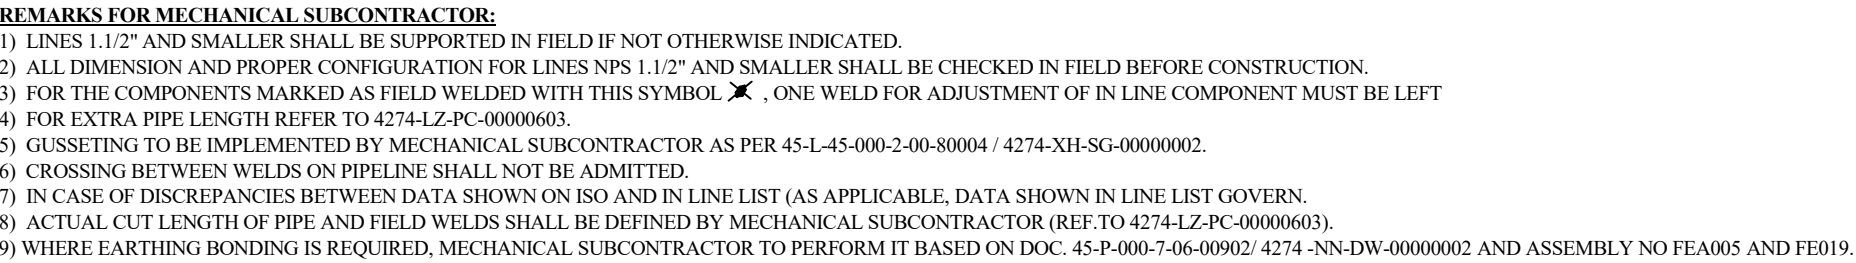 REMARKS FOR MECHANICAL SUBCONTRACTOR:
1) LINES 1.1/2" AND SMALLER SHALL BE SUPPORTED IN FIELD IF NOT OTHERWISE INDICATED.
2) ALL DIMENSION AND PROPER CONFIGURATION FOR LINES NPS 1.1/2" AND SMALLER SHALL BE CHECKED IN FIELD BEFORE CONSTRUCTION.
3) FOR THE COMPONENTS MARKED AS FIELD WELDED WITH THIS SYMBOL , ONE WELD FOR ADJUSTMENT OF IN LINE COMPONENT MUST BE LEFT
4) FOR EXTRA PIPE LENGTH REFER TO 4274-LZ-PC-00000603.
5) GUSSETING TO BE IMPLEMENTED BY MECHANICAL SUBCONTRACTOR AS PER 45-L-45-000-2-00-80004 / 4274-XH-SG-00000002.
6) CROSSING BETWEEN WELDS ON PIPELINE SHALL NOT BE ADMITTED.
7) IN CASE OF DISCREPANCIES BETWEEN DATA SHOWN ON ISO AND IN LINE LIST (AS APPLICABLE, DATA SHOWN IN LINE LIST GOVERN.
8) ACTUAL CUT LENGTH OF PIPE AND FIELD WELDS SHALL BE DEFINED BY MECHANICAL SUBCONTRACTOR (REF.TO 4274-LZ-PC-00000603).
9) WHERE EARTHING BONDING IS REQUIRED, MECHANICAL SUBCONTRACTOR TO PERFORM IT BASED ON DOC. 45-P-000-7-06-00902/ 4274 -NN-DW-00000002 AND ASSEMBLY NO FEA005 AND FE019.